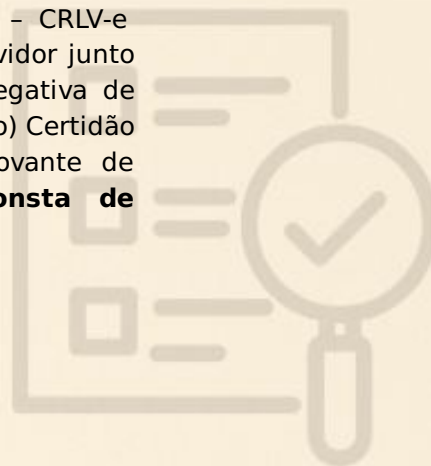 – CRLV-e
vidor junto
egativa de
o) Certidão
ovante de
onsta de